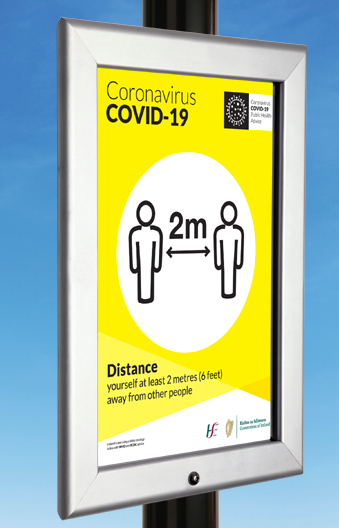 Coronavirus
COVID-19
Coronavirus
COVID-19
Public Health
Advice
2m
Distance
yourself at least 2 metres (6 feet)
away from other people
Rialtas na hÉireann
Government of Ireland